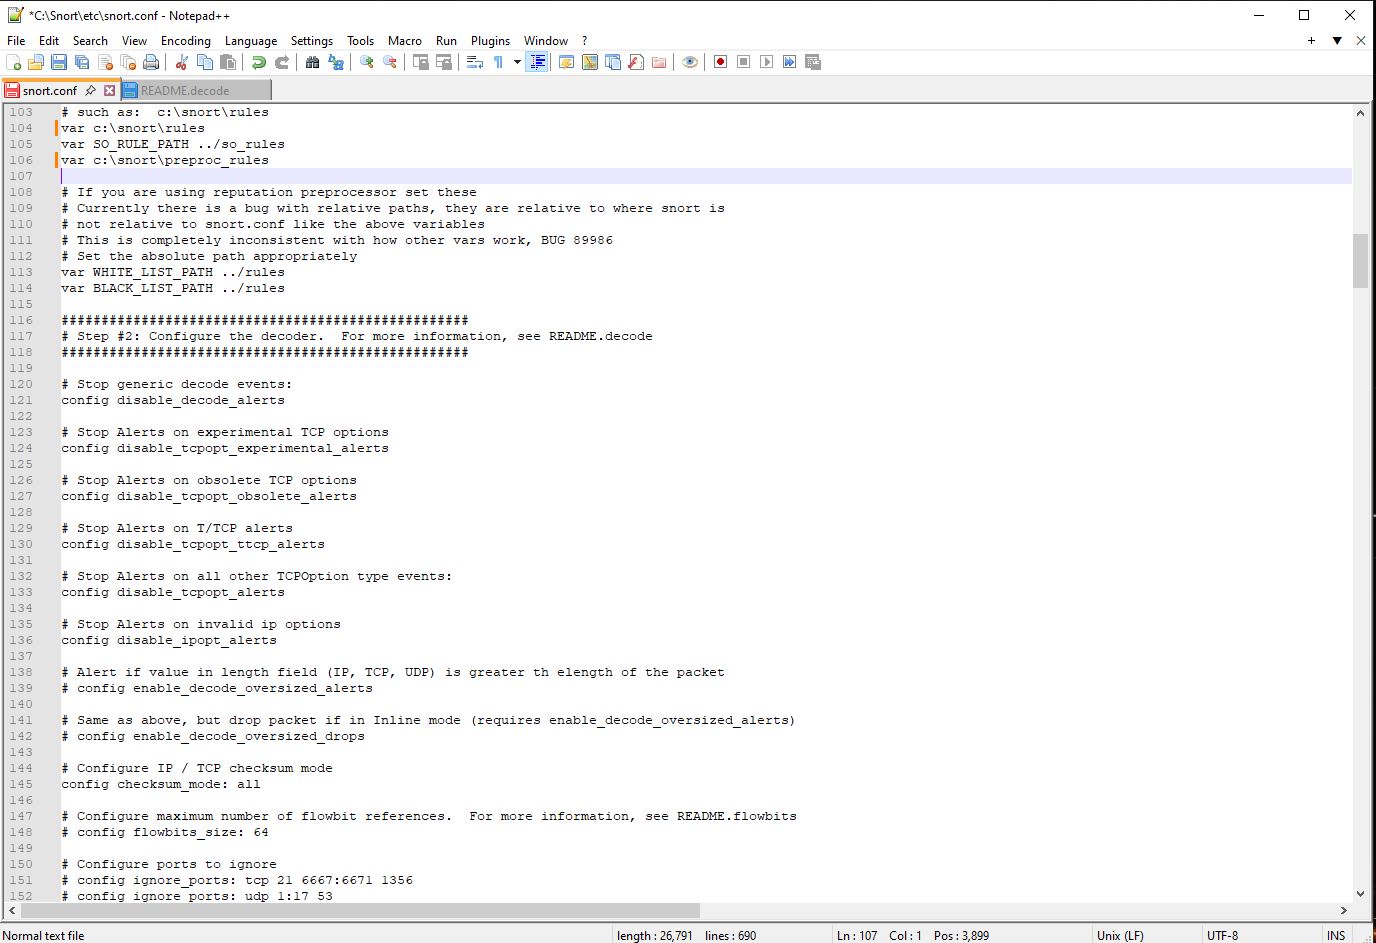 *C:\Snort\etc\snort.conf - Notepad++
File Edit Search View Encoding Language Settings Tools Macro Run Plugins Window ?
snort.conf README.decode
103 # such as:  c:\snort\rules
104 var c:\snort\rules
105 var SO_RULE_PATH ../so_rules
106 var c:\snort\preproc_rules
107
108 # If you are using reputation preprocessor set these
109 # Currently there is a bug with relative paths, they are relative to where snort is
110 # not relative to snort.conf like the above variables
111 # This is completely inconsistent with how other vars work, BUG 89986
112 # Set the absolute path appropriately
113 var WHITE_LIST_PATH ../rules
114 var BLACK_LIST_PATH ../rules
115
116 ###################################################
117 # Step #2: Configure the decoder.  For more information, see README.decode
118 ###################################################
119
120 # Stop generic decode events:
121 config disable_decode_alerts
122
123 # Stop Alerts on experimental TCP options
124 config disable_tcpopt_experimental_alerts
125
126 # Stop Alerts on obsolete TCP options
127 config disable_tcpopt_obsolete_alerts
128
129 # Stop Alerts on T/TCP alerts
130 config disable_tcpopt_ttcp_alerts
131
132 # Stop Alerts on all other TCPOption type events:
133 config disable_tcpopt_alerts
134
135 # Stop Alerts on invalid ip options
136 config disable_ipopt_alerts
137
138 # Alert if value in length field (IP, TCP, UDP) is greater th elength of the packet
139 # config enable_decode_oversized_alerts
140
141 # Same as above, but drop packet if in Inline mode (requires enable_decode_oversized_alerts)
142 # config enable_decode_oversized_drops
143
144 # Configure IP / TCP checksum mode
145 config checksum_mode: all
146
147 # Configure maximum number of flowbit references.  For more information, see README.flowbits
148 # config flowbits_size: 64
149
150 # Configure ports to ignore
151 # config ignore_ports: tcp 21 6667:6671 1356
152 # config ignore_ports: udp 1:17 53
Normal text file length : 26,791 lines : 690 Ln : 107 Col : 1 Pos : 3,899 Unix (LF) UTF-8 INS